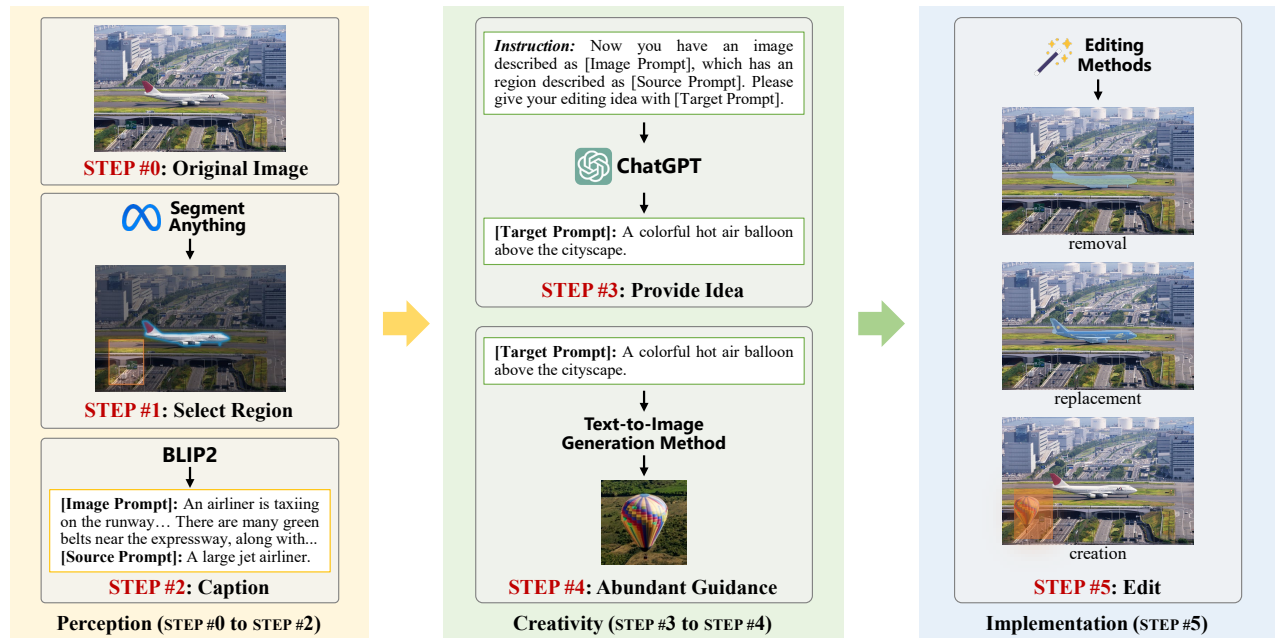 STEP #0: Original Image
Segment
Anything
STEP #1: Select Region
BLIP2
[Image Prompt]: An airliner is taxiing
on the runway… There are many green
belts near the expressway, along with...
[Source Prompt]: A large jet airliner.
STEP #2: Caption
Perception (STEP #0 to STEP #2)
Instruction: Now you have an image
described as [Image Prompt], which has an
region described as [Source Prompt]. Please
give your editing idea with [Target Prompt].
ChatGPT
[Target Prompt]: A colorful hot air balloon
above the cityscape.
STEP #3: Provide Idea
[Target Prompt]: A colorful hot air balloon
above the cityscape.
Text-to-Image
Generation Method
STEP #4: Abundant Guidance
Creativity (STEP #3 to STEP #4)
Editing
Methods
removal
replacement
creation
STEP #5: Edit
Implementation (STEP #5)